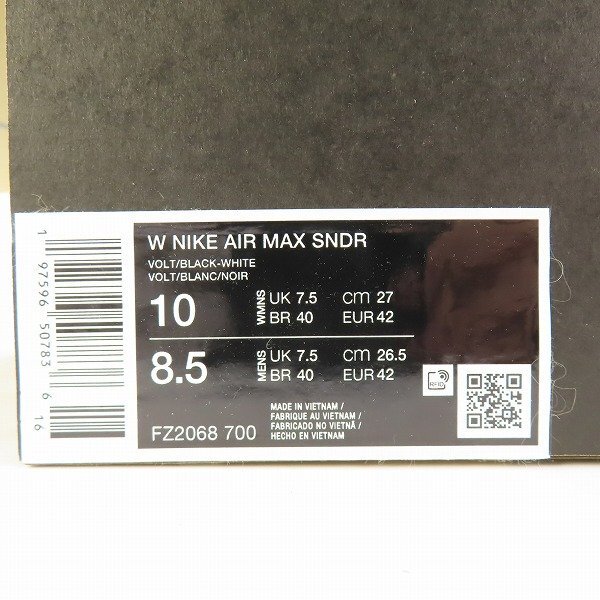 W NIKE AIR MAX SNDR
VOLT/BLACK-WHITE
VOLT/BLANC/NOIR
10 WMNS UK 7.5 CM 27
BR 40 EUR 42
8.5 MENS UK 7.5 CM 26.5
BR 40 EUR 42
RFID
FZ2068 700
MADE IN VIETNAM /
FABRIQUE AU VIETNAM /
FABRICADO NO VIETNÃ /
HECHO EN VIETNAM
1 97596 50783 6 16